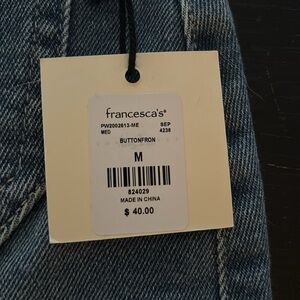 francesca's®
PW2002613-ME SEP
MED 4238
BUTTONFRON
M
824029
MADE IN CHINA
$ 40.00